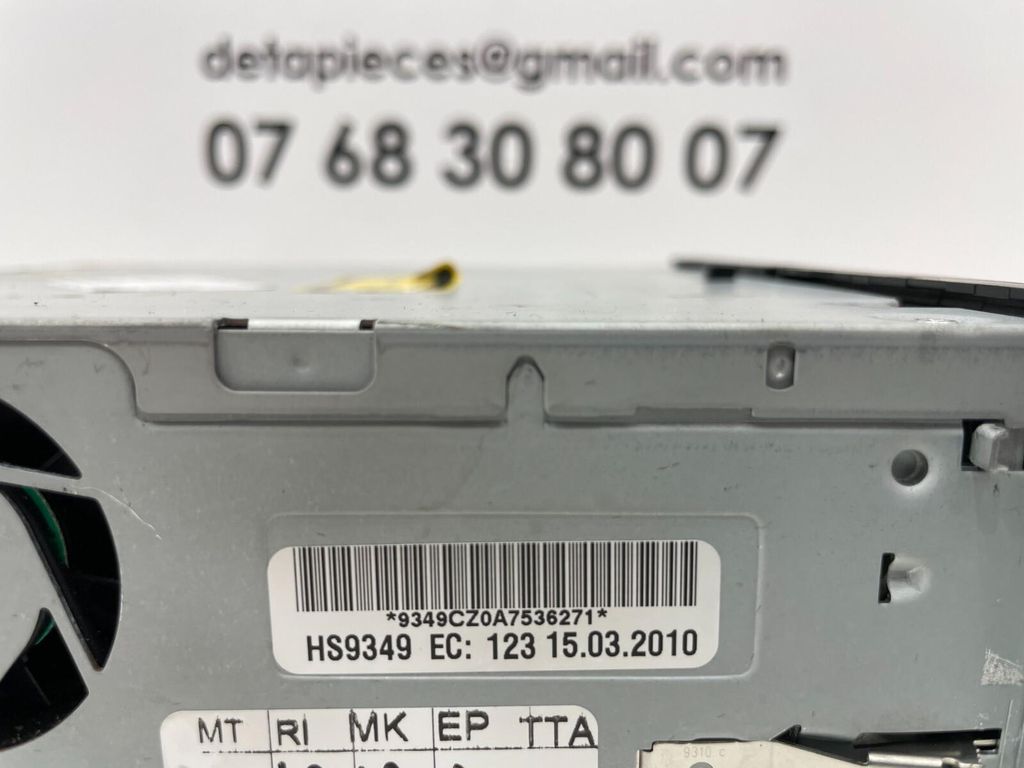 detapieces@gmail.com
07 68 30 80 07
*9349CZ0A7536271*
HS9349 EC: 123 15.03.2010
MT RI MK EP TTA
9310 c